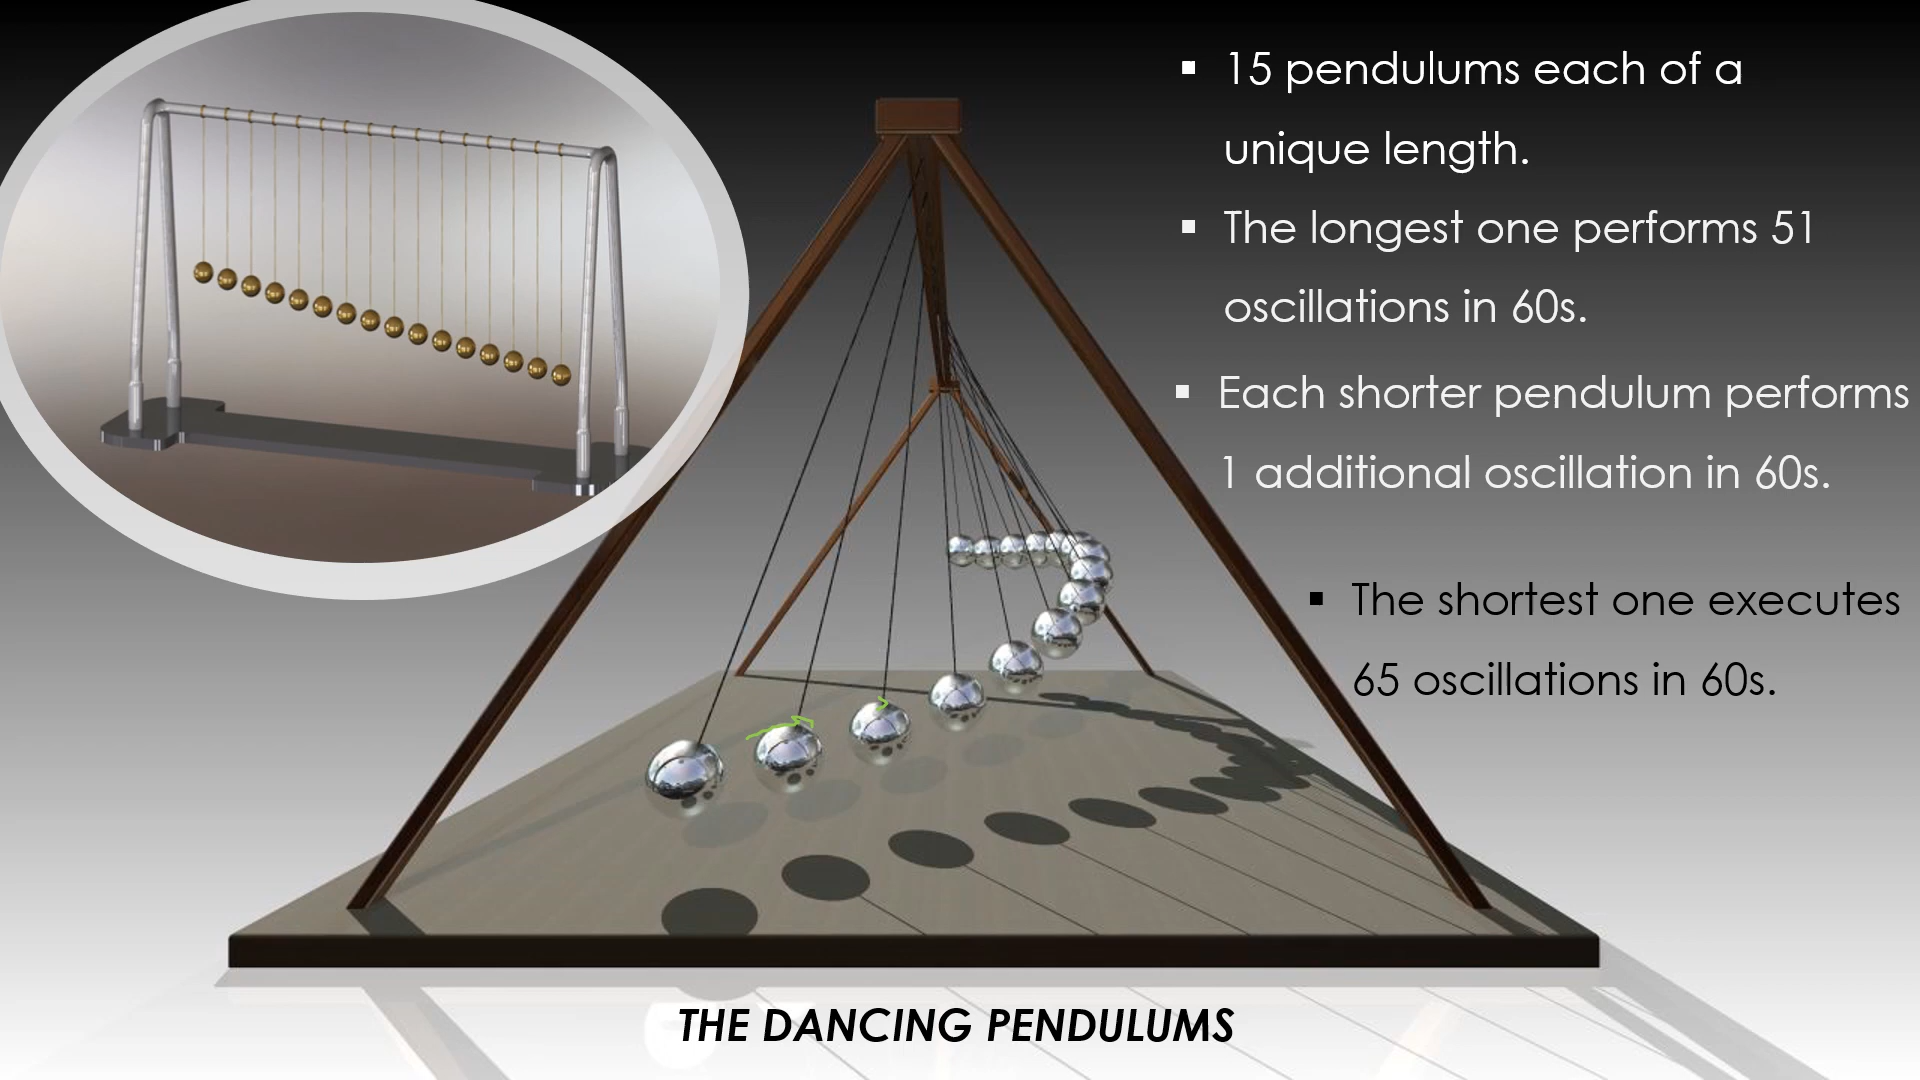 ▪ 15 pendulums each of a
unique length.
▪ The longest one performs 51
oscillations in 60s.
▪ Each shorter pendulum performs
1 additional oscillation in 60s.
▪ The shortest one executes
65 oscillations in 60s.
THE DANCING PENDULUMS